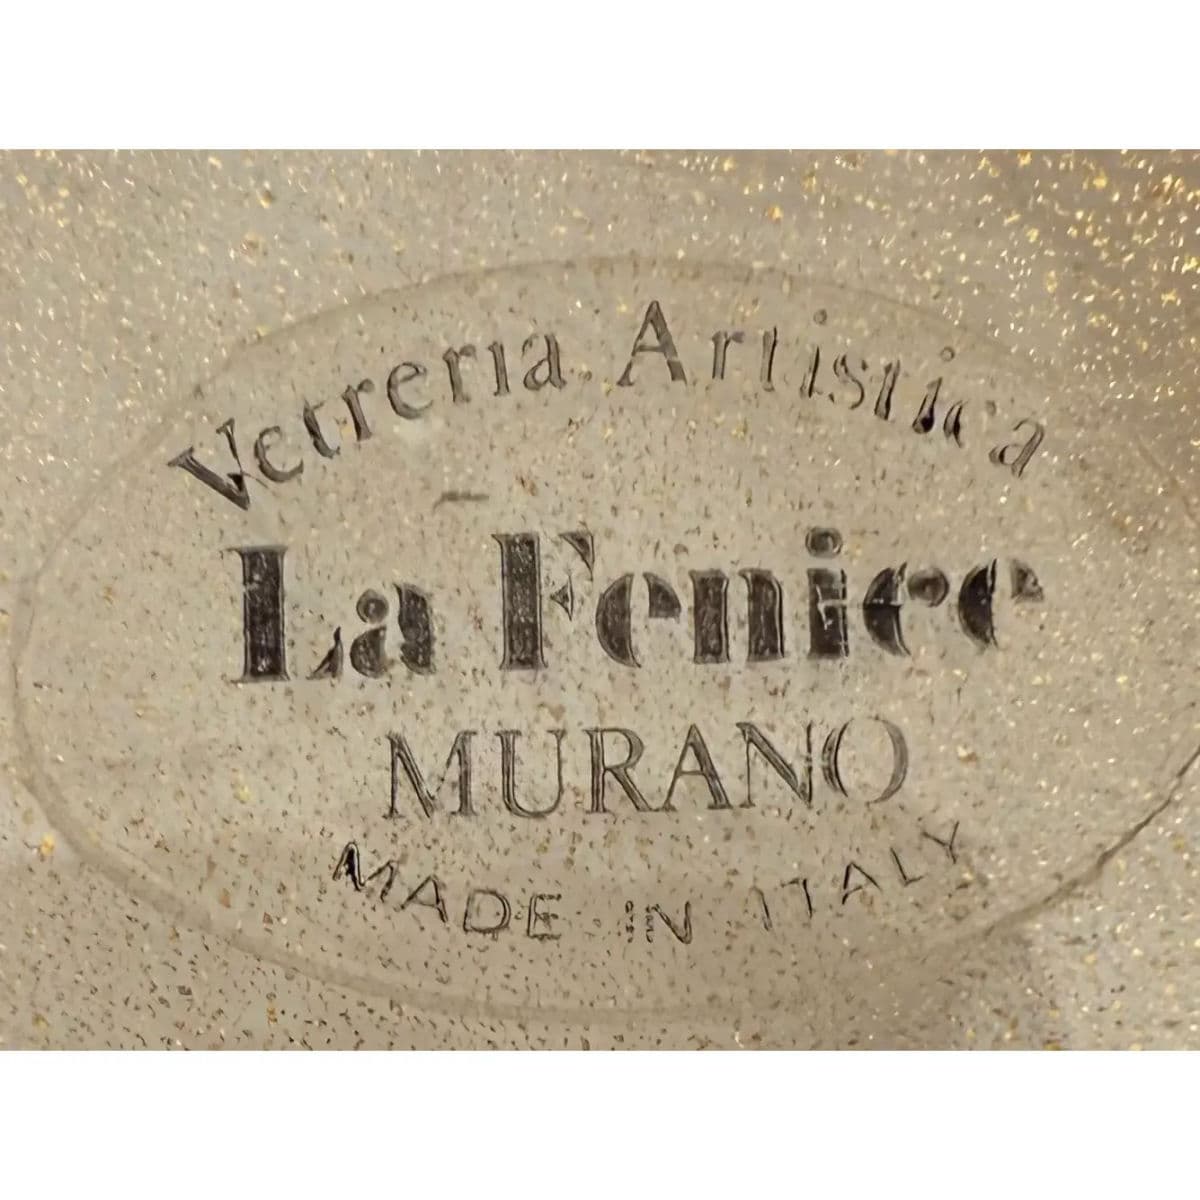 Vetreria Artistica
La Fenice
MURANO
MADE IN ITALY